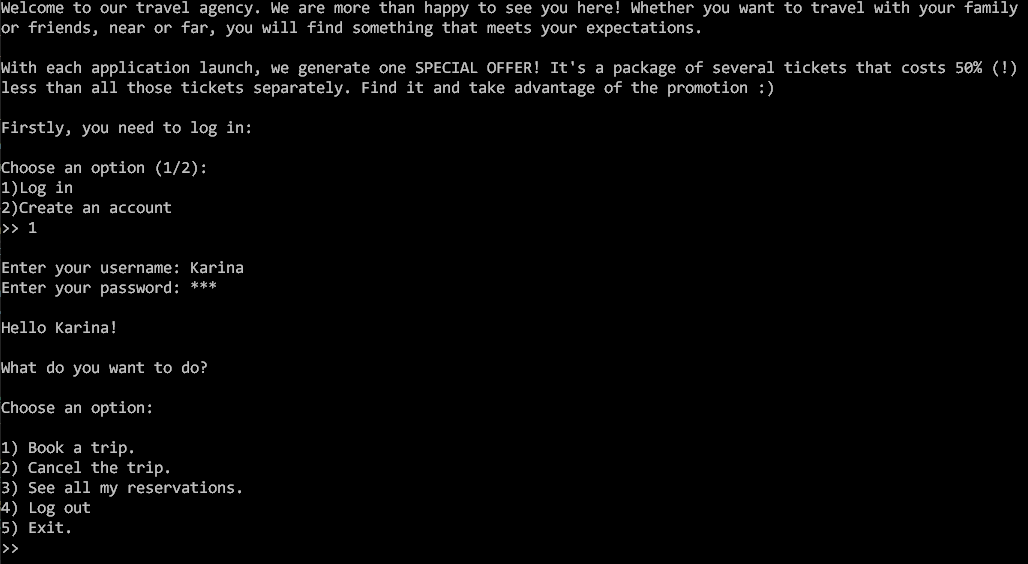 Welcome to our travel agency. We are more than happy to see you here! Whether you want to travel with your family
or friends, near or far, you will find something that meets your expectations.
With each application launch, we generate one SPECIAL OFFER! It's a package of several tickets that costs 50% (!)
less than all those tickets separately. Find it and take advantage of the promotion :)
Firstly, you need to log in:
Choose an option (1/2):
1)Log in
2)Create an account
>> 1
Enter your username: Karina
Enter your password: ***
Hello Karina!
What do you want to do?
Choose an option:
1) Book a trip.
2) Cancel the trip.
3) See all my reservations.
4) Log out
5) Exit.
>>